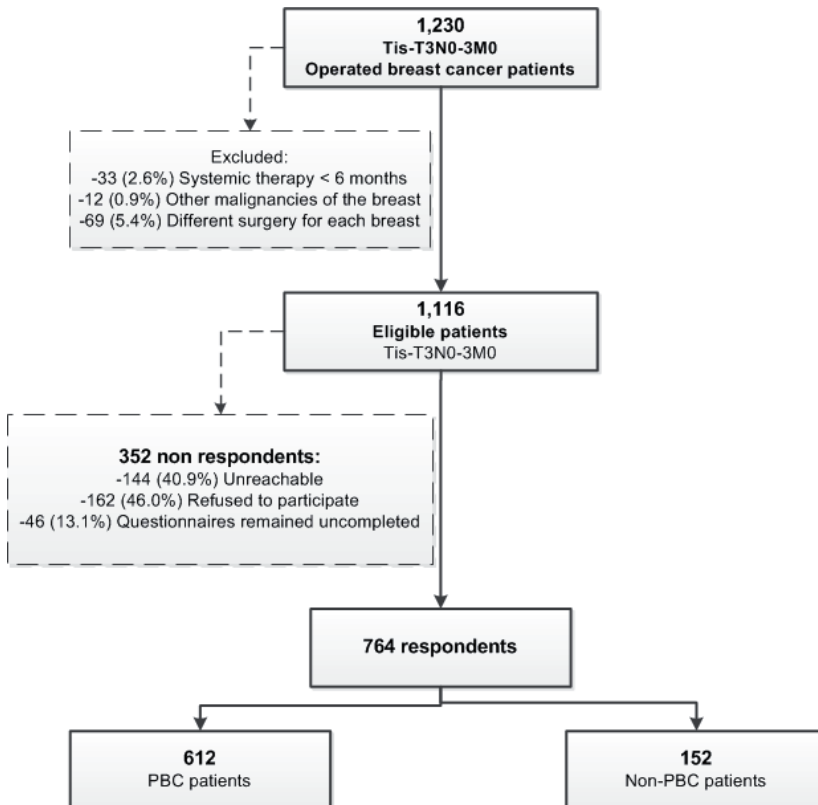 1,230
Tis-T3N0-3M0
Operated breast cancer patients
Excluded:
-33 (2.6%) Systemic therapy < 6 months
-12 (0.9%) Other malignancies of the breast
-69 (5.4%) Different surgery for each breast
1,116
Eligible patients
Tis-T3N0-3M0
352 non respondents:
-144 (40.9%) Unreachable
-162 (46.0%) Refused to participate
-46 (13.1%) Questionnaires remained uncompleted
764 respondents
612
PBC patients
152
Non-PBC patients